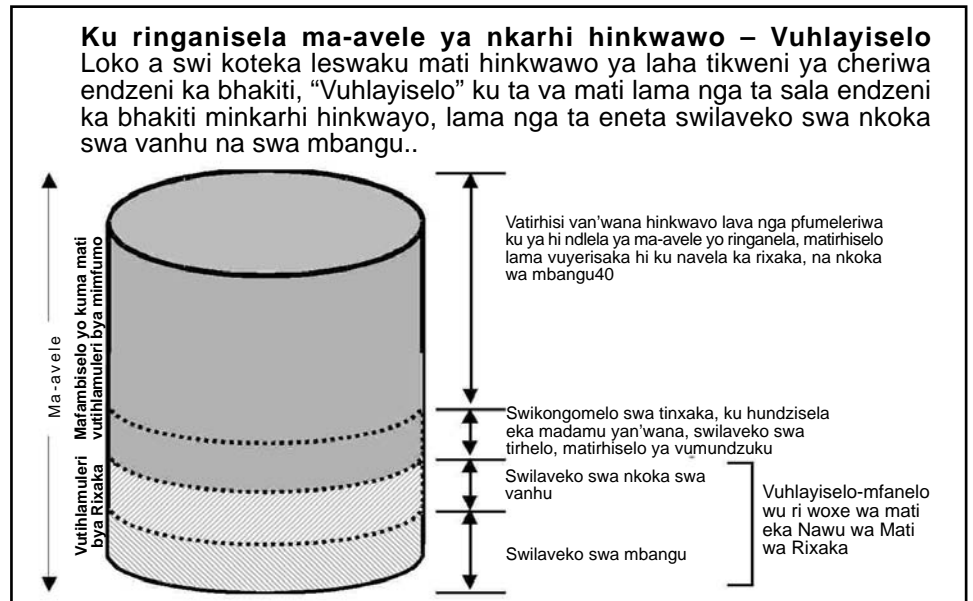 Ku ringanisela ma-avele ya nkarhi hinkwawo – Vuhlayiselo
Loko a swi koteka leswaku mati hinkwawo ya laha tikweni ya cheriwa
endzeni ka bhakiti, “Vuhlayiselo” ku ta va mati lama nga ta sala endzeni
ka bhakiti minkarhi hinkwayo, lama nga ta eneta swilaveko swa nkoka
swa vanhu na swa mbangu..
Ma-avele
Mafambiselo yo kuma mati
vutihlamuleri bya mimfumo
Vutihlamuleri
bya Rixaka
Vatirhisi van’wana hinkwavo lava nga pfumeleriwa
ku ya hi ndlela ya ma-avele yo ringanela, matirhiselo
lama vuyerisaka hi ku navela ka rixaka, na nkoka
wa mbangu40
Swikongomelo swa tinxaka, ku hundzisela
eka madamu yan’wana, swilaveko swa
tirhelo, matirhiselo ya vumundzuku
Swilaveko swa nkoka swa
vanhu
Swilaveko swa mbangu
Vuhlayiselo-mfanelo
wu ri woxe wa mati
eka Nawu wa Mati
wa Rixaka